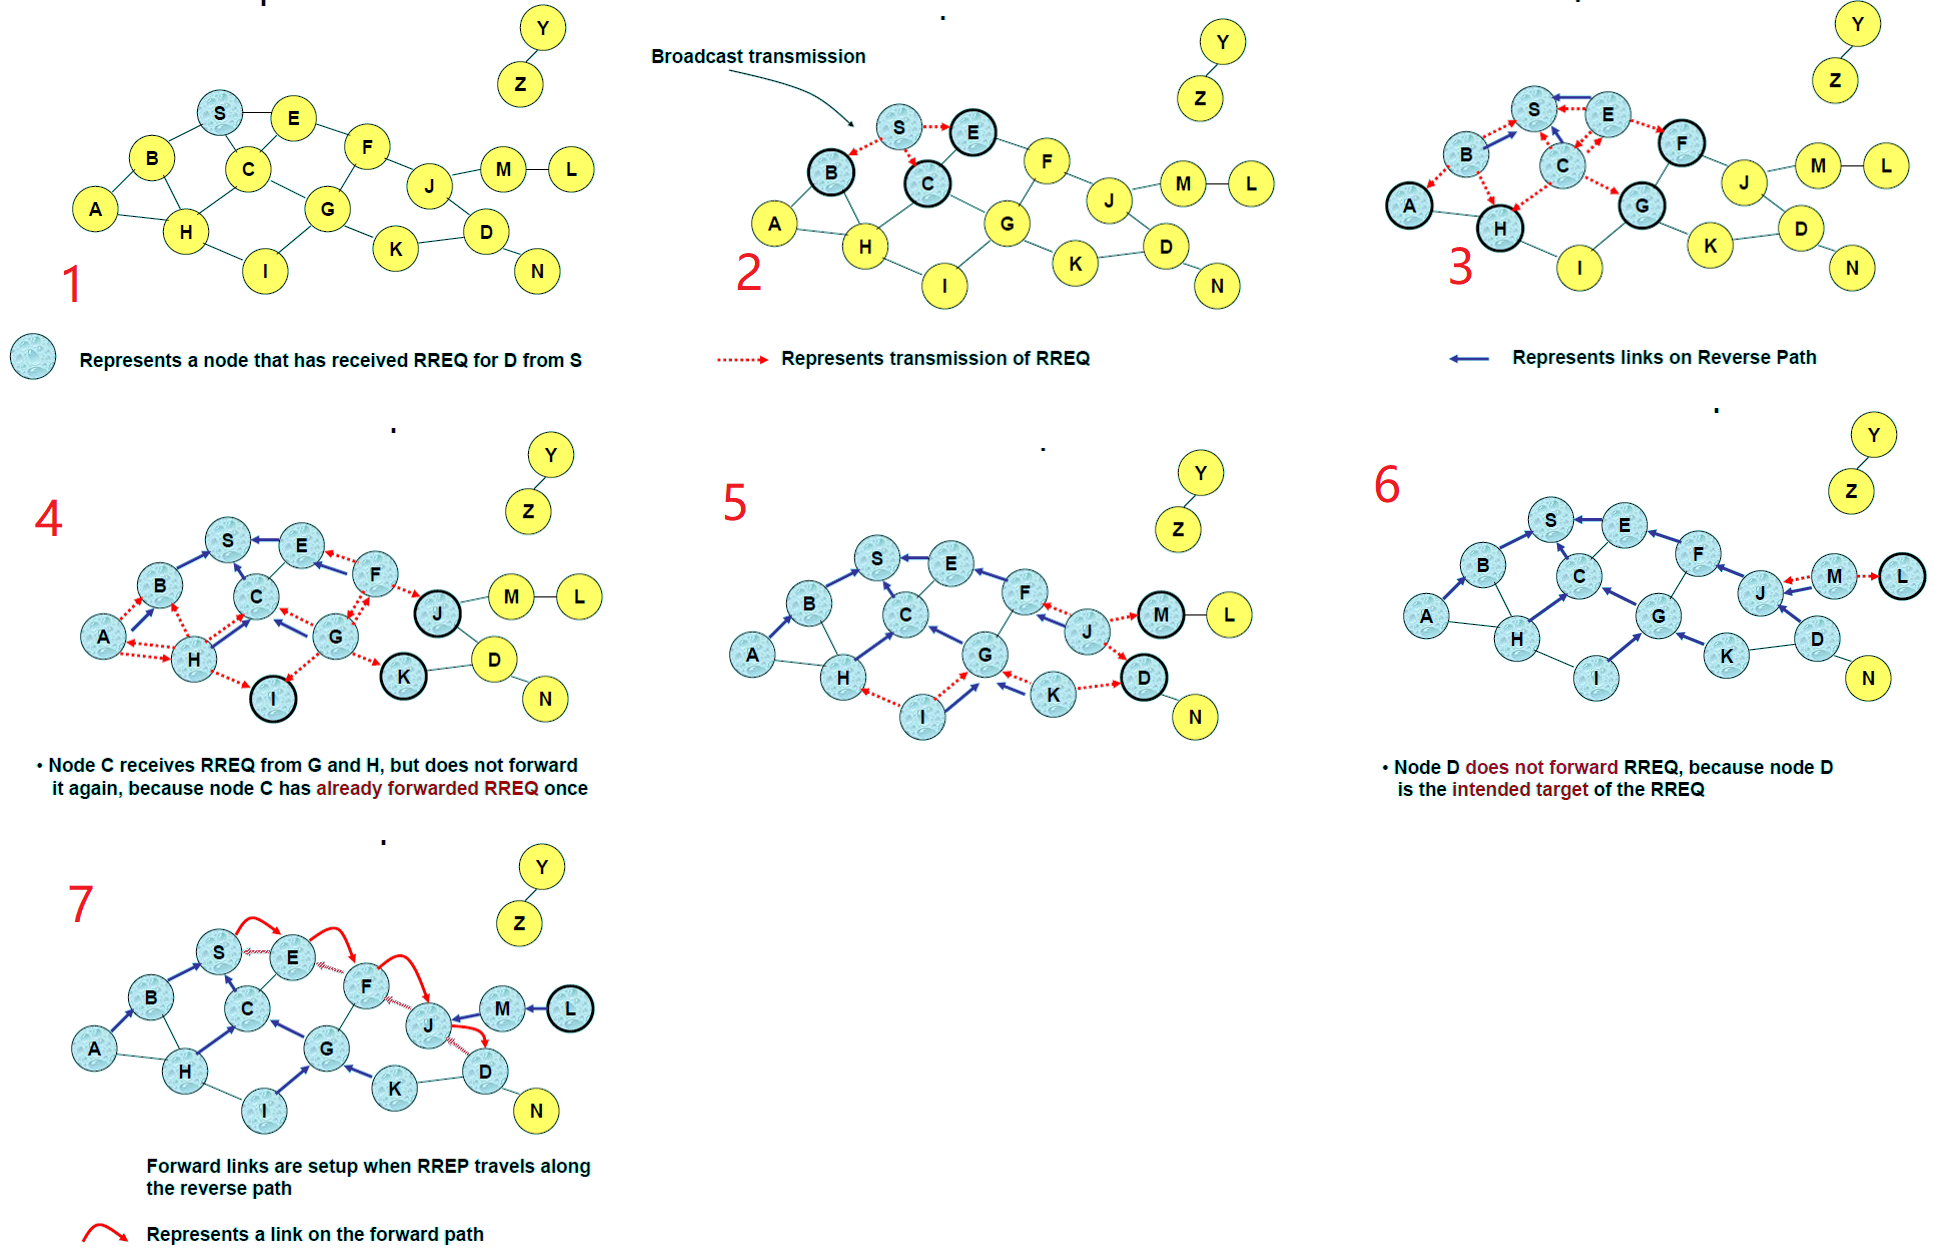 Y
Z
S
E
B
C
F
M
L
A
H
G
J
K
D
I
N
1
Represents a node that has received RREQ for D from S
Broadcast transmission
Y
Z
S
E
B
C
F
M
L
A
H
G
J
K
D
I
N
2
Represents transmission of RREQ
Y
Z
S
E
B
C
F
M
L
A
H
G
J
K
D
I
N
3
Represents links on Reverse Path
4
Y
Z
S
E
B
C
F
M
L
A
H
G
J
K
D
I
N
• Node C receives RREQ from G and H, but does not forward
it again, because node C has already forwarded RREQ once
5
Y
Z
S
E
B
C
F
M
L
A
H
G
J
K
D
I
N
6
Y
Z
S
E
B
C
F
M
L
A
H
G
J
K
D
I
N
• Node D does not forward RREQ, because node D
is the intended target of the RREQ
7
Y
Z
S
E
B
C
F
M
L
A
H
G
J
K
D
I
N
Forward links are setup when RREP travels along
the reverse path
Represents a link on the forward path